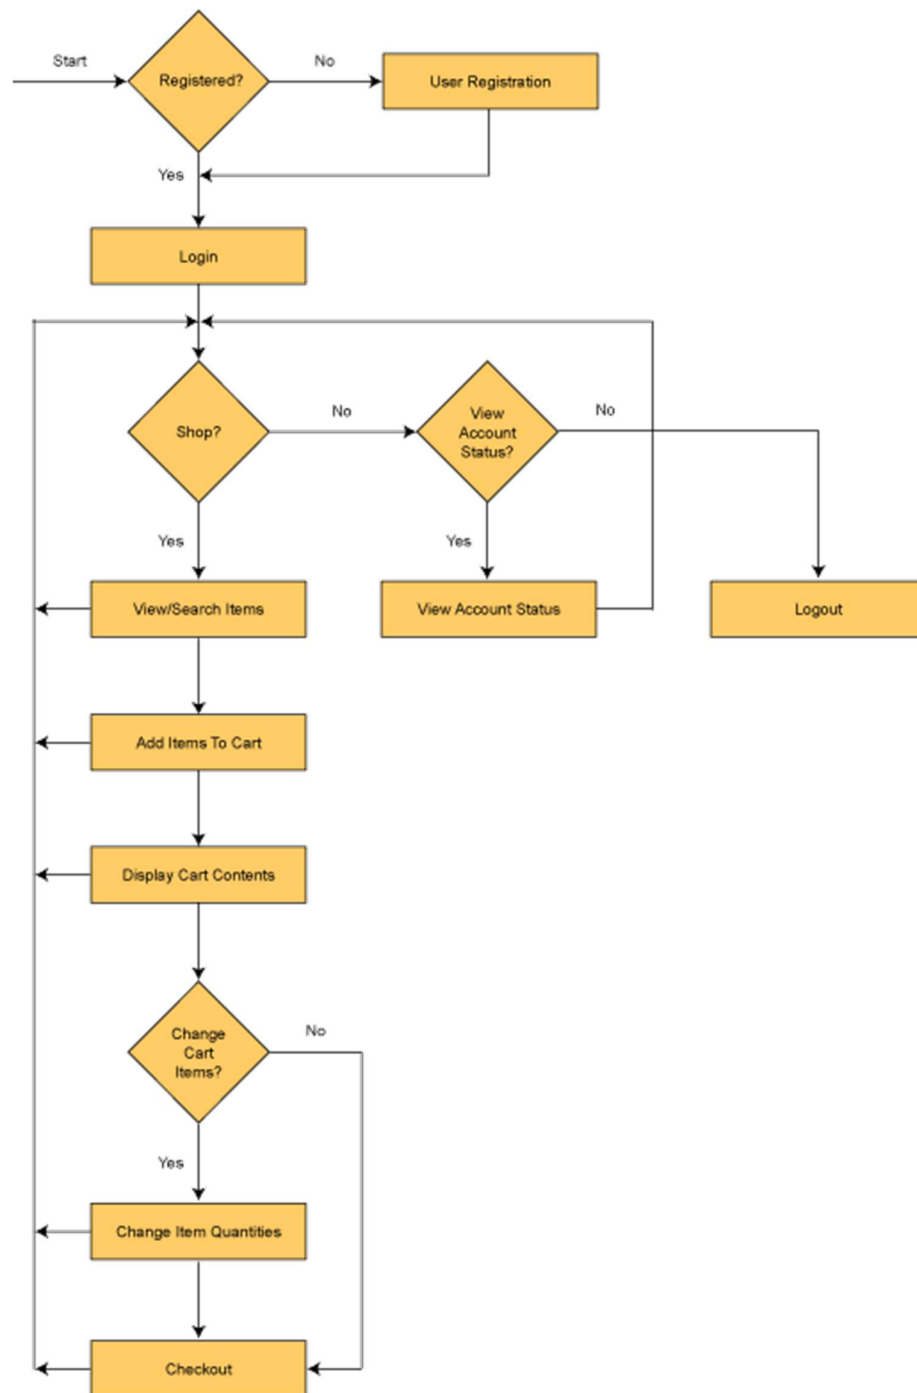 Start
Registered?
No
User Registration
Yes
Login
Shop?
No
View
Account
Status?
No
Yes
Yes
View/Search Items
View Account Status
Logout
Add Items To Cart
Display Cart Contents
Change
Cart
Items?
No
Yes
Change Item Quantities
Checkout